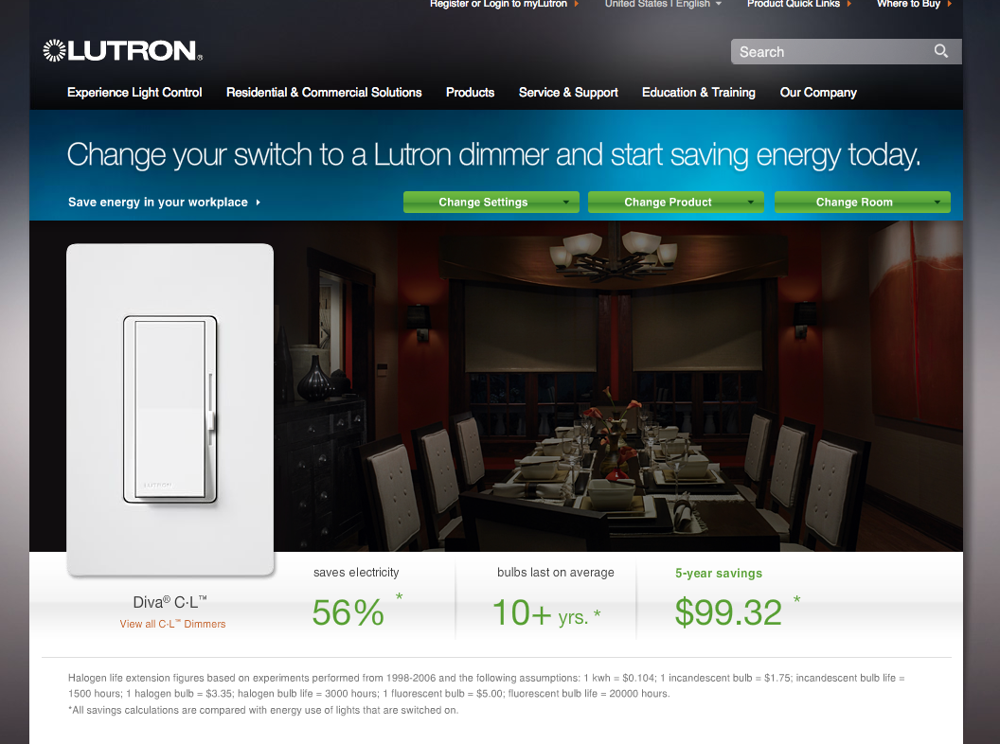 Register or Login to myLutron
United States | English
Product Quick Links
Where to Buy
LUTRON®
Search
Experience Light Control
Residential & Commercial Solutions
Products
Service & Support
Education & Training
Our Company
Change your switch to a Lutron dimmer and start saving energy today.
Save energy in your workplace
Change Settings
Change Product
Change Room
LUTRON
saves electricity
56% *
bulbs last on average
10+ yrs. *
5-year savings
$99.32 *
Diva® C·L™
View all C·L™ Dimmers
Halogen life extension figures based on experiments performed from 1998-2006 and the following assumptions: 1 kwh = $0.104; 1 incandescent bulb = $1.75; incandescent bulb life =
1500 hours; 1 halogen bulb = $3.35; halogen bulb life = 3000 hours; 1 fluorescent bulb = $5.00; fluorescent bulb life = 20000 hours.
*All savings calculations are compared with energy use of lights that are switched on.